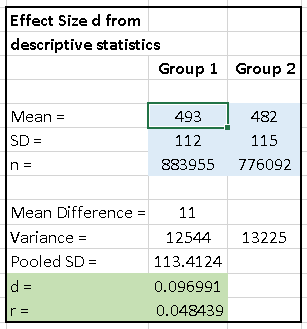 Effect Size d from
descriptive statistics
Group 1 Group 2
Mean = 493 482
SD = 112 115
n = 883955 776092
Mean Difference = 11
Variance = 12544 13225
Pooled SD = 113.4124
d = 0.096991
r = 0.048439